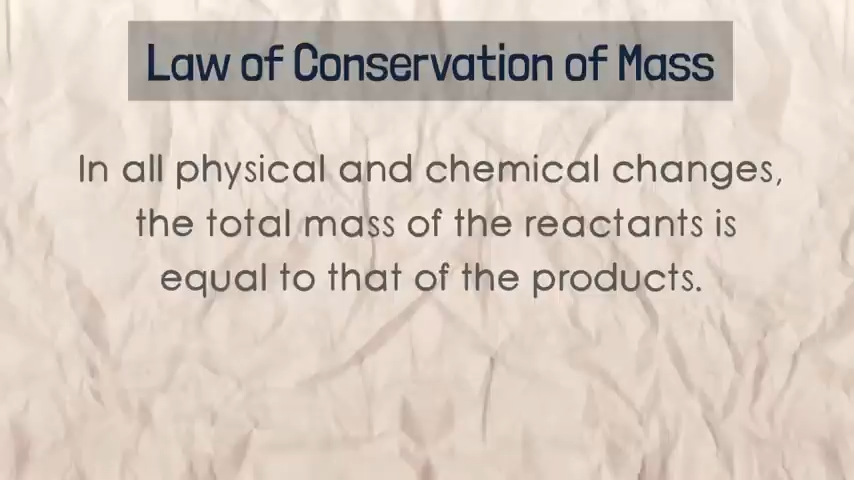 Law of Conservation of Mass
In all physical and chemical changes,
the total mass of the reactants is
equal to that of the products.